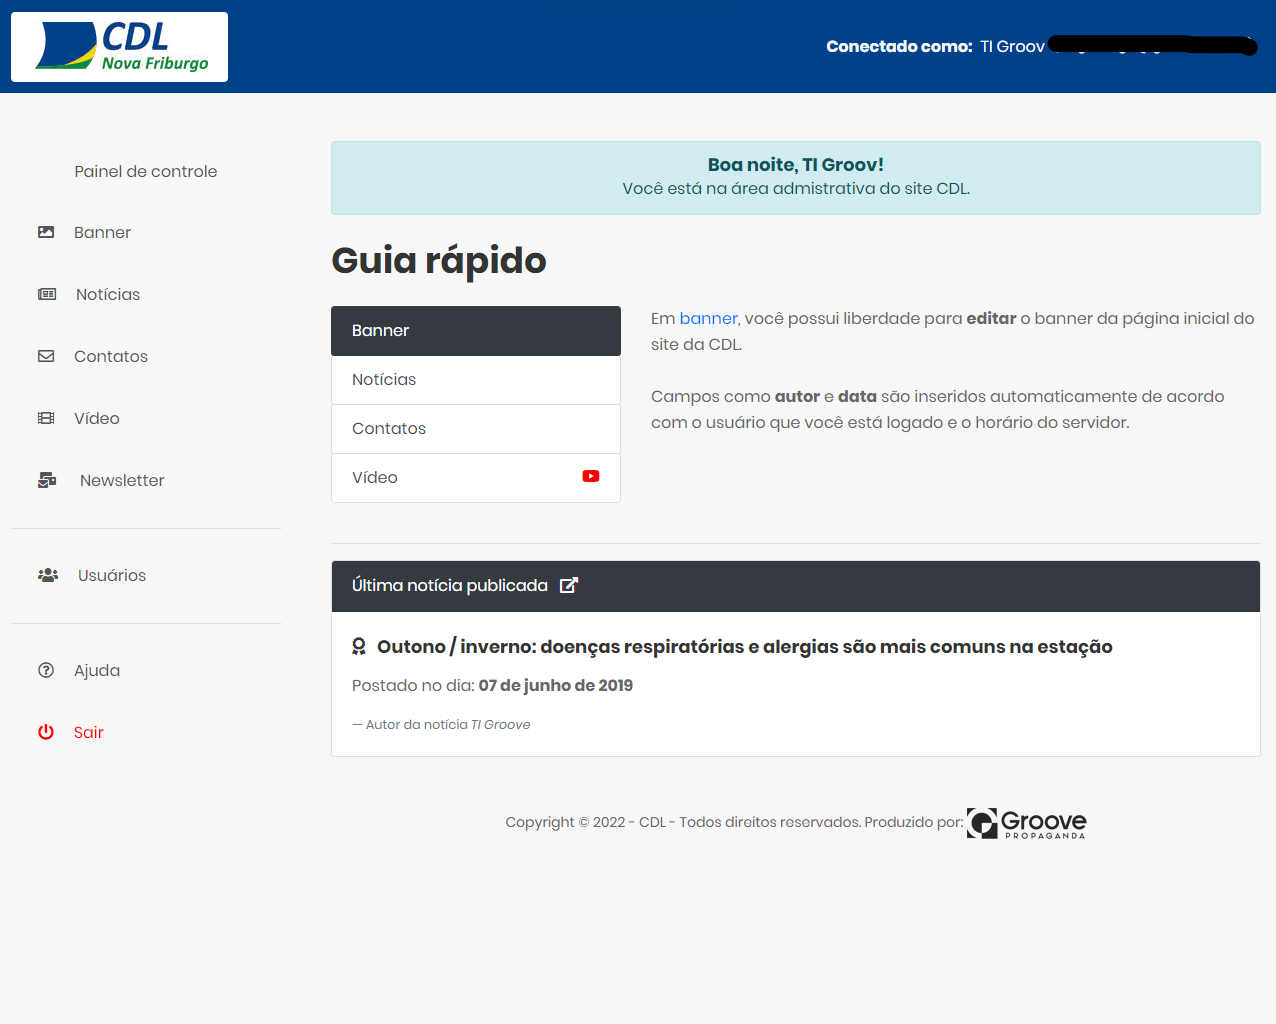 CDL
Nova Friburgo
Conectado como: TI Groov
Painel de controle
Banner
Notícias
Contatos
Vídeo
Newsletter
Usuários
Ajuda
Sair
Boa noite, TI Groov!
Você está na área admistrativa do site CDL.
Guia rápido
Banner
Notícias
Contatos
Vídeo
Em banner, você possui liberdade para editar o banner da página inicial do
site da CDL.
Campos como autor e data são inseridos automaticamente de acordo
com o usuário que você está logado e o horário do servidor.
Última notícia publicada
Outono / inverno: doenças respiratórias e alergias são mais comuns na estação
Postado no dia: 07 de junho de 2019
— Autor da notícia TI Groove
Copyright © 2022 - CDL - Todos direitos reservados. Produzido por: Groove
PROPAGANDA